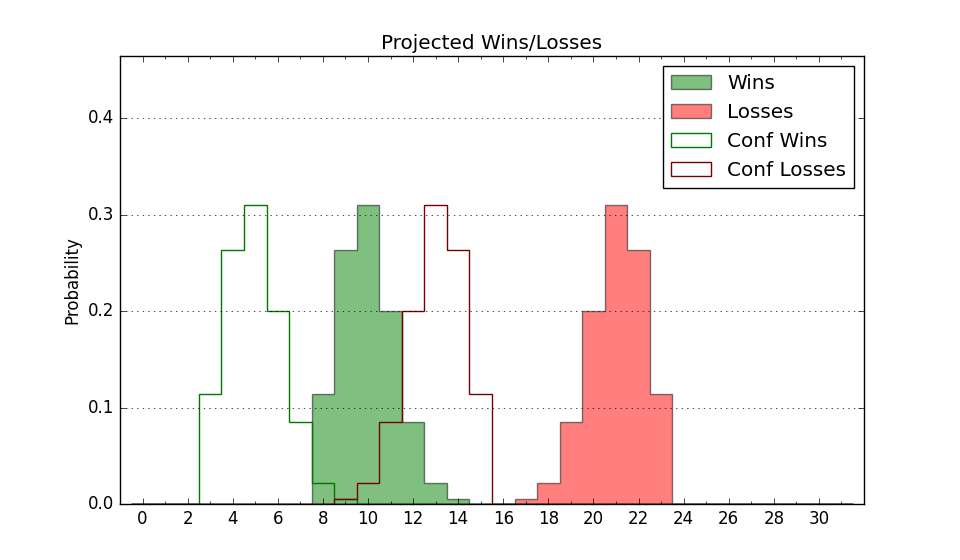 Projected Wins/Losses
Wins
Losses
Conf Wins
Conf Losses
Probability
0.4
0.3
0.2
0.1
0.0
0 2 4 6 8 10 12 14 16 18 20 22 24 26 28 30